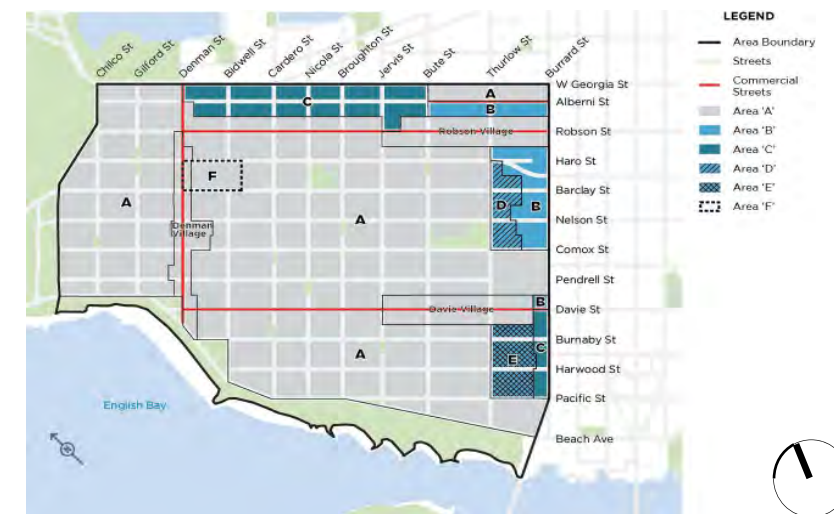 LEGEND
Area Boundary
Streets
Commercial
Streets
Area 'A'
Area 'B'
Area 'C'
Area 'D'
Area 'E'
Area 'F'
Chilco St
Gilford St
Denman St
Bidwell St
Cardero St
Nicola St
Broughton St
Jervis St
Bute St
Thurlow St
Burrard St
W Georgia St
Alberni St
Robson St
Haro St
Barclay St
Nelson St
Comox St
Pendrell St
Davie St
Burnaby St
Harwood St
Pacific St
Beach Ave
A
C
B
Robson Village
F
A
A
D
B
Denman
Village
B
Davie Village
A
E
C
English Bay